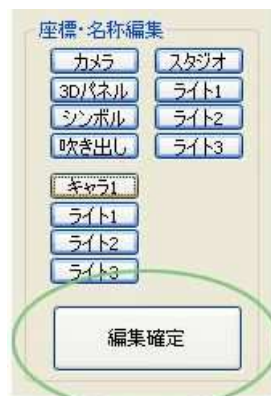 座標・名称編集
カメラ スタジオ
3Dパネル ライト1
シンボル ライト2
吹き出し ライト3
キャラ1
ライト1
ライト2
ライト3
編集確定